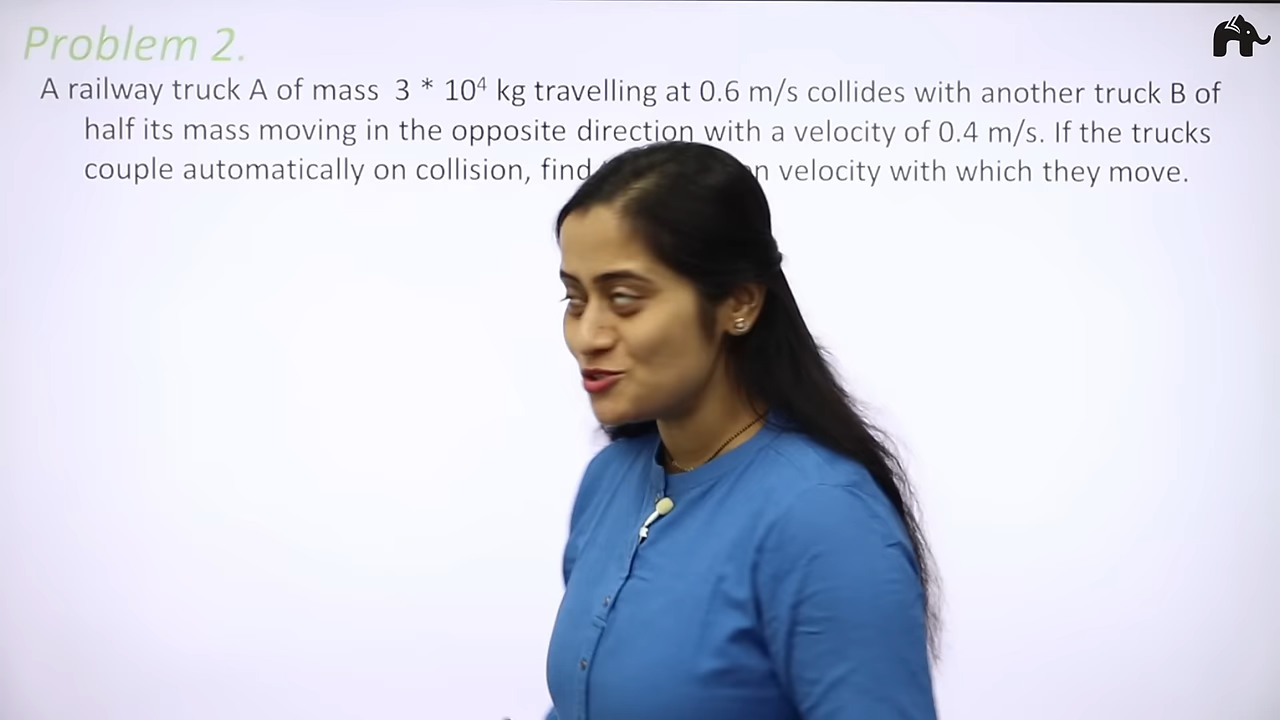 Problem 2.
A railway truck A of mass 3 * 10⁴ kg travelling at 0.6 m/s collides with another truck B of
half its mass moving in the opposite direction with a velocity of 0.4 m/s. If the trucks
couple automatically on collision, find velocity with which they move.